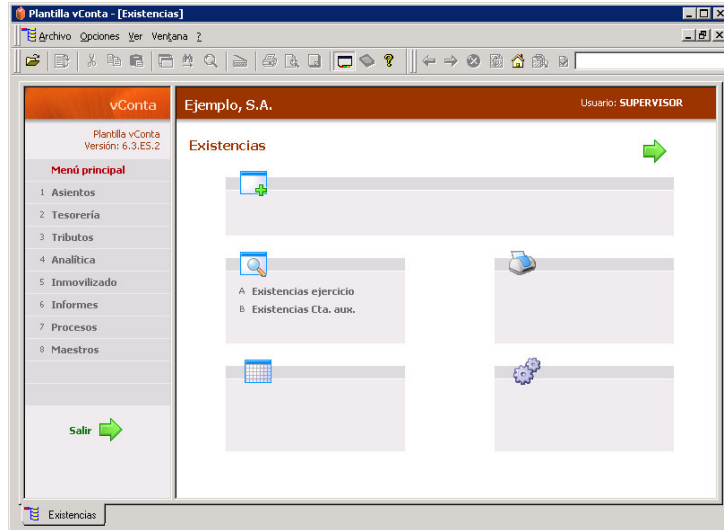 Plantilla vConta - [Existencias]
Archivo Opciones Ver Ventana ?
vConta
Ejemplo, S.A.
Usuario: SUPERVISOR
Plantilla vConta
Versión: 6.3.ES.2
Existencias
Menú principal
1 Asientos
2 Tesorería
3 Tributos
4 Analítica
5 Inmovilizado
6 Informes
7 Procesos
8 Maestros
A Existencias ejercicio
B Existencias Cta. aux.
Salir
Existencias